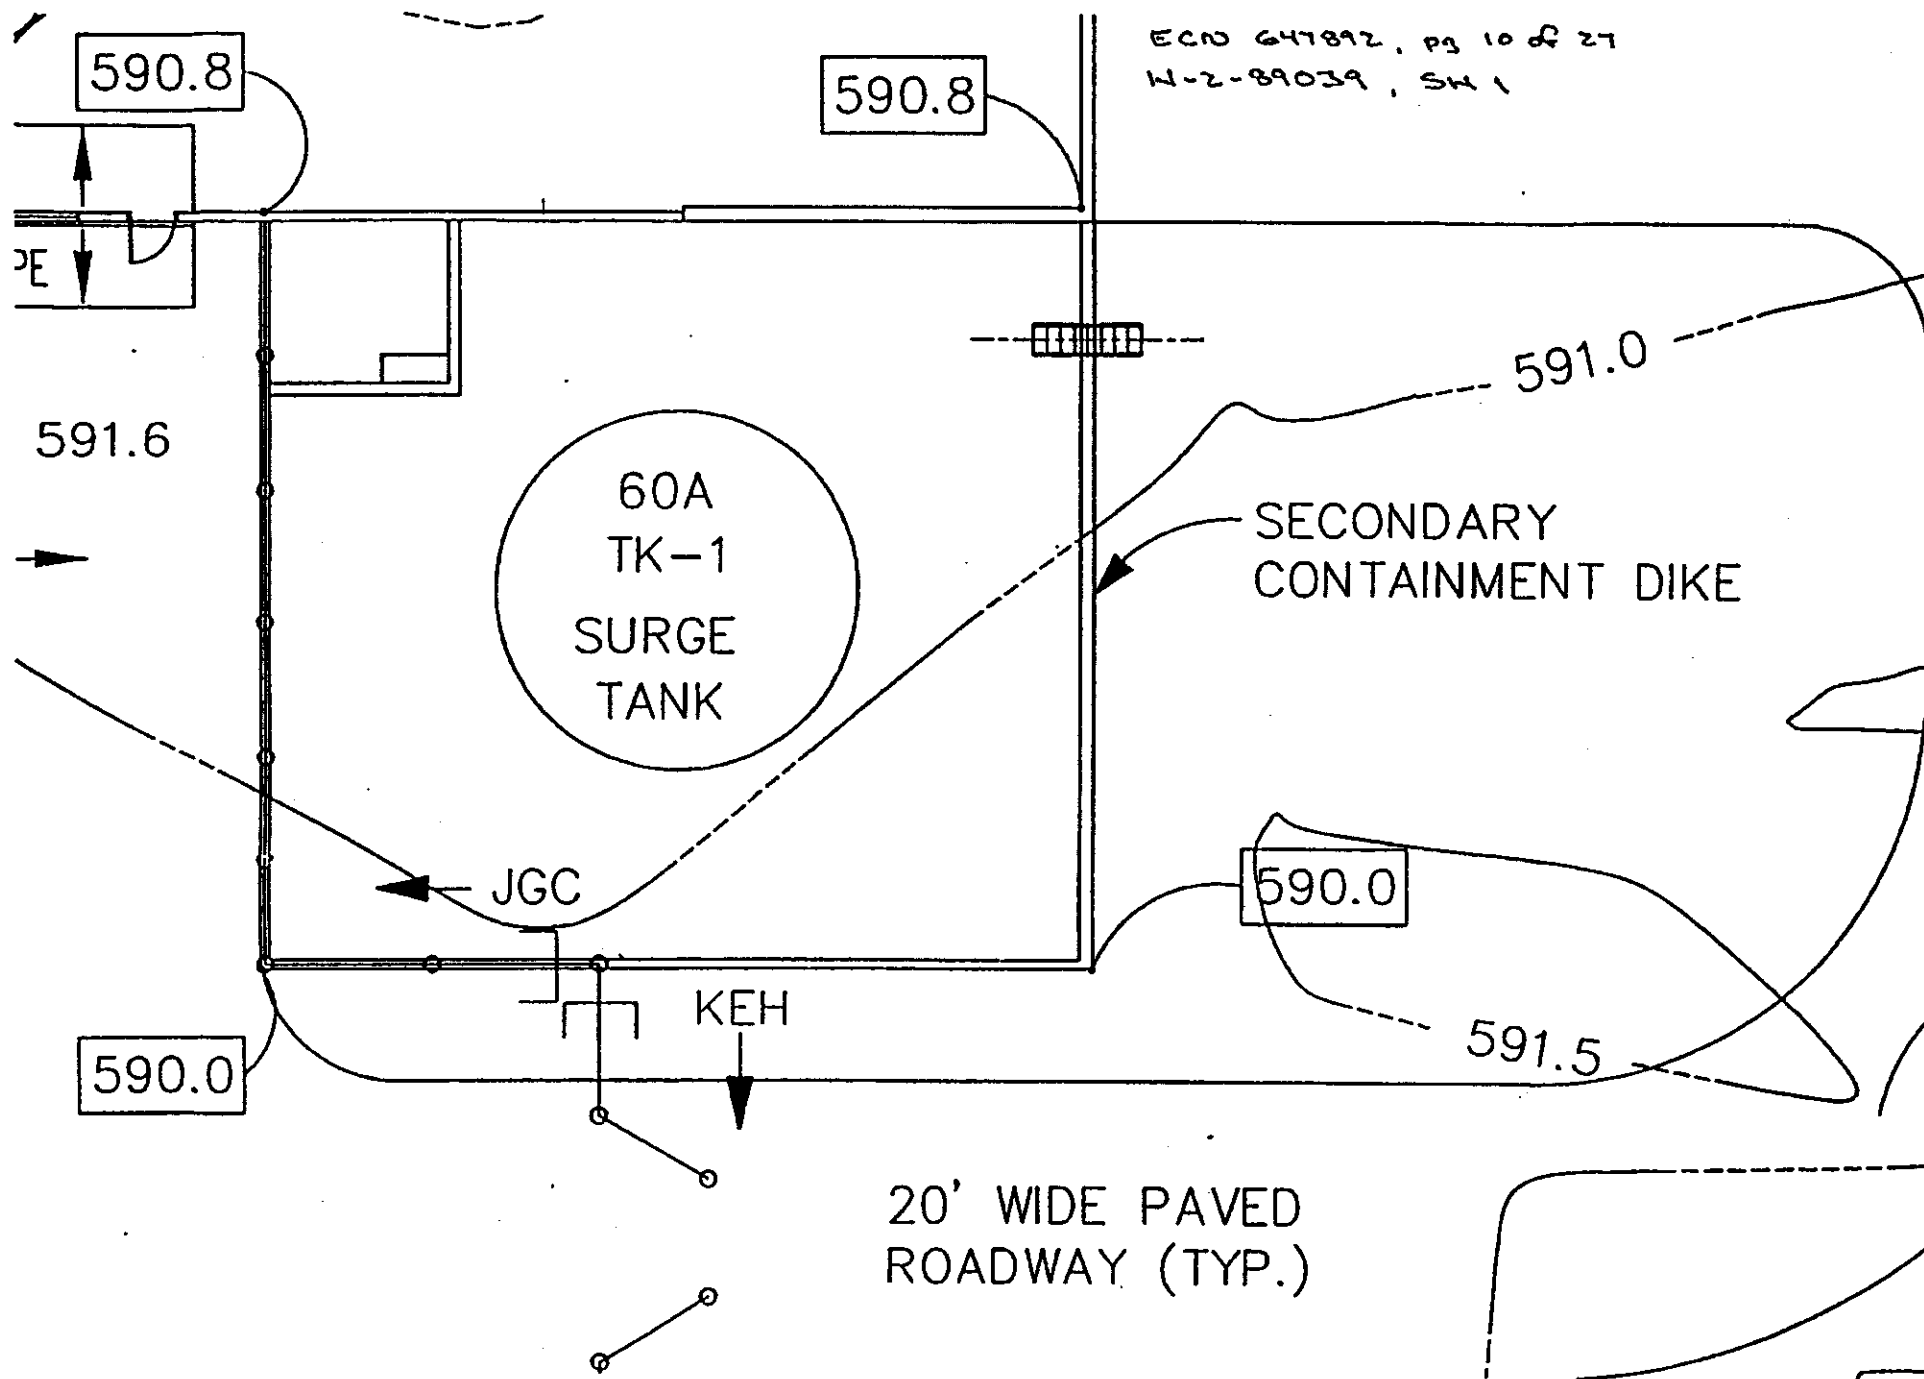 ECN 647892, pg 10 of 27
H-2-89039, SH 1
590.8
590.8
PE
591.0
591.6
60A
TK-1
SURGE
TANK
SECONDARY
CONTAINMENT DIKE
JGC
590.0
KEH
591.5
590.0
20' WIDE PAVED
ROADWAY (TYP.)